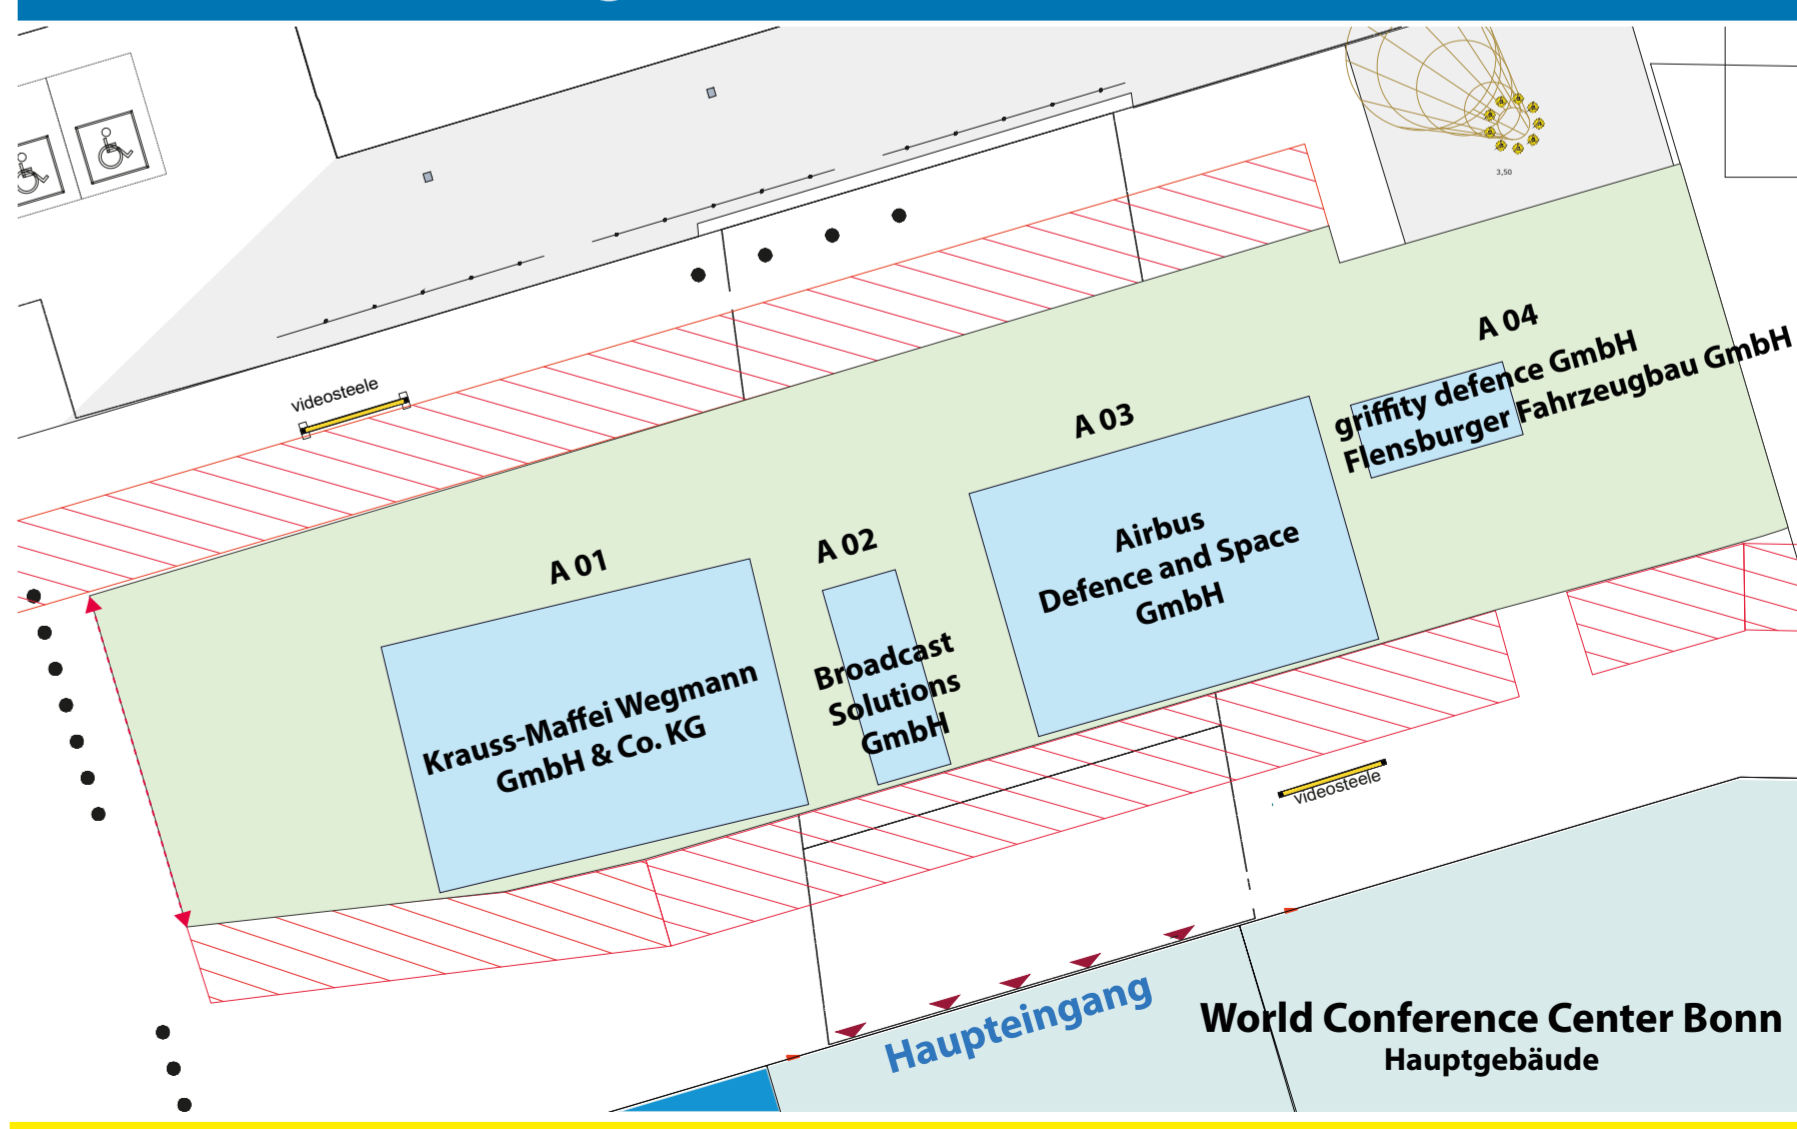 3,50
A 04
griffity defence GmbH
Flensburger Fahrzeugbau GmbH
videosteele
A 03
Airbus
Defence and Space
GmbH
A 02
Broadcast
Solutions
GmbH
A 01
Krauss-Maffei Wegmann
GmbH & Co. KG
videosteele
Haupteingang
World Conference Center Bonn
Hauptgebäude